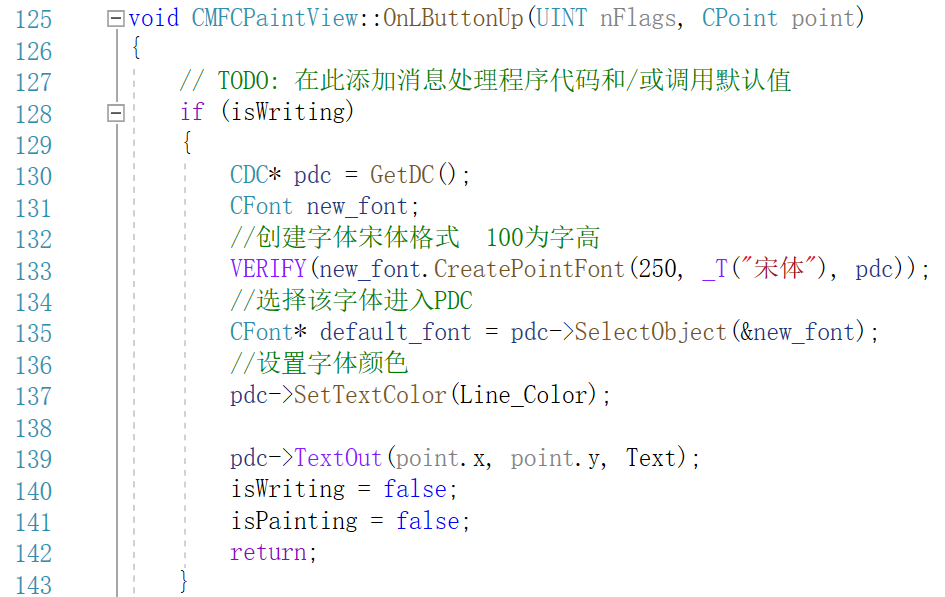 125 void CMFCPaintView::OnLButtonUp(UINT nFlags, CPoint point)
126 {
127 // TODO: 在此添加消息处理程序代码和/或调用默认值
128 if (isWriting)
129 {
130 CDC* pdc = GetDC();
131 CFont new_font;
132 //创建字体宋体格式  100为字高
133 VERIFY(new_font.CreatePointFont(250, _T("宋体"), pdc));
134 //选择该字体进入PDC
135 CFont* default_font = pdc->SelectObject(&new_font);
136 //设置字体颜色
137 pdc->SetTextColor(Line_Color);
138
139 pdc->TextOut(point.x, point.y, Text);
140 isWriting = false;
141 isPainting = false;
142 return;
143 }